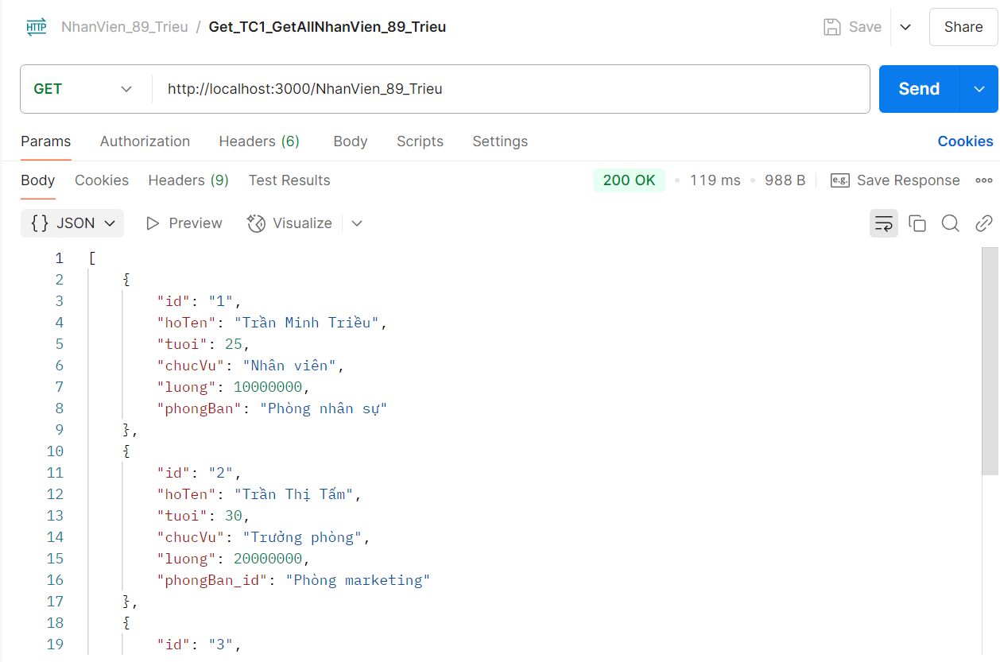 HTTP NhanVien_89_Trieu / Get_TC1_GetAllNhanVien_89_Trieu Save Share
GET http://localhost:3000/NhanVien_89_Trieu Send
Params Authorization Headers (6) Body Scripts Settings Cookies
Body Cookies Headers (9) Test Results 200 OK • 119 ms • 988 B e.g. Save Response
{} JSON Preview Visualize
1 [
2 {
3 "id": "1",
4 "hoTen": "Trần Minh Triều",
5 "tuoi": 25,
6 "chucVu": "Nhân viên",
7 "luong": 10000000,
8 "phongBan": "Phòng nhân sự"
9 },
10 {
11 "id": "2",
12 "hoTen": "Trần Thị Tấm",
13 "tuoi": 30,
14 "chucVu": "Trưởng phòng",
15 "luong": 20000000,
16 "phongBan_id": "Phòng marketing"
17 },
18 {
19 "id": "3",